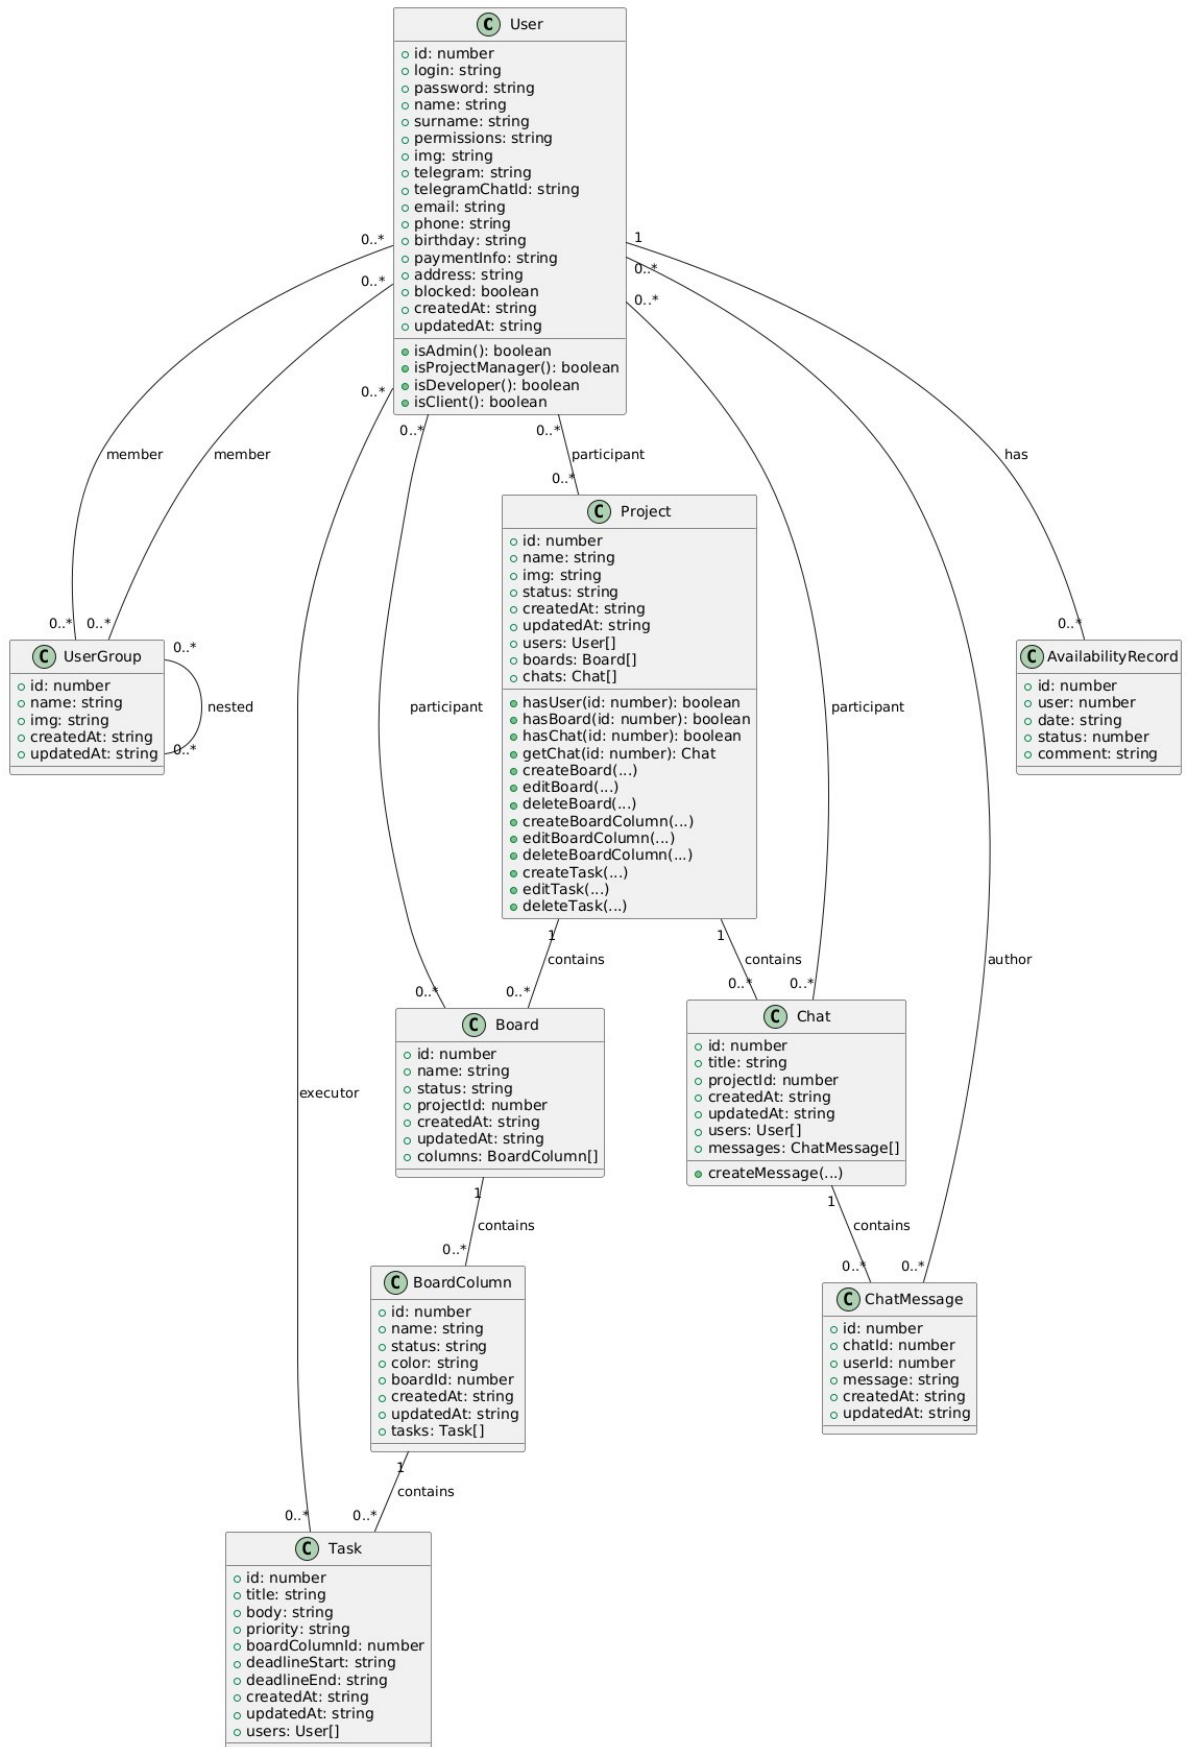 C User
id: number
login: string
password: string
name: string
surname: string
permissions: string
img: string
telegram: string
telegramChatId: string
email: string
phone: string
birthday: string
paymentInfo: string
address: string
blocked: boolean
createdAt: string
updatedAt: string
isAdmin(): boolean
isProjectManager(): boolean
isDeveloper(): boolean
isClient(): boolean
0..*
0..*
0..*
0..*
0..*
1
0..*
0..*
member
member
participant
has
0..*
C Project
id: number
name: string
img: string
status: string
createdAt: string
updatedAt: string
users: User[]
boards: Board[]
chats: Chat[]
hasUser(id: number): boolean
hasBoard(id: number): boolean
hasChat(id: number): boolean
getChat(id: number): Chat
createBoard(...)
editBoard(...)
deleteBoard(...)
createBoardColumn(...)
editBoardColumn(...)
deleteBoardColumn(...)
createTask(...)
editTask(...)
deleteTask(...)
0..*
0..*
C UserGroup
id: number
name: string
img: string
createdAt: string
updatedAt: string
0..*
nested
0..*
participant
participant
0..*
C AvailabilityRecord
id: number
user: number
date: string
status: number
comment: string
1
1
contains
contains
author
0..*
0..*
0..*
0..*
C Board
id: number
name: string
status: string
projectId: number
createdAt: string
updatedAt: string
columns: BoardColumn[]
C Chat
id: number
title: string
projectId: number
createdAt: string
updatedAt: string
users: User[]
messages: ChatMessage[]
createMessage(...)
executor
1
contains
0..*
1
contains
0..*
0..*
C BoardColumn
id: number
name: string
status: string
color: string
boardId: number
createdAt: string
updatedAt: string
tasks: Task[]
C ChatMessage
id: number
chatId: number
userId: number
message: string
createdAt: string
updatedAt: string
1
contains
0..*
0..*
C Task
id: number
title: string
body: string
priority: string
boardColumnId: number
deadlineStart: string
deadlineEnd: string
createdAt: string
updatedAt: string
users: User[]